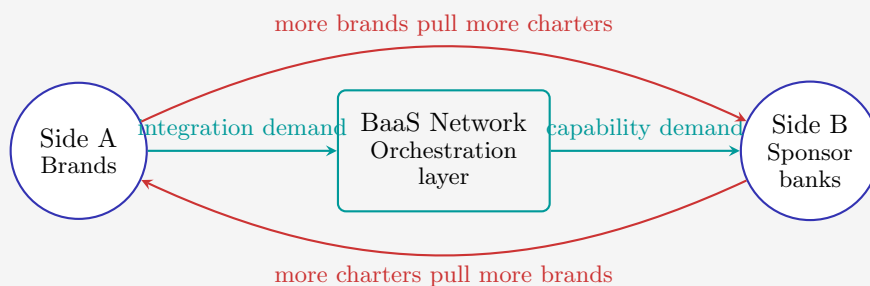 more brands pull more charters
Side A
Brands
integration demand
BaaS Network
Orchestration
layer
capability demand
Side B
Sponsor
banks
more charters pull more brands